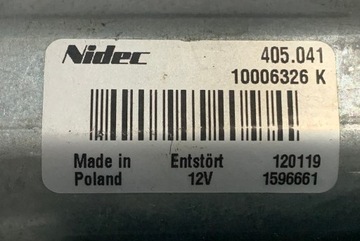 Nidec 405.041
10006326 K
Made in Entstört 120119
Poland 12V 1596661